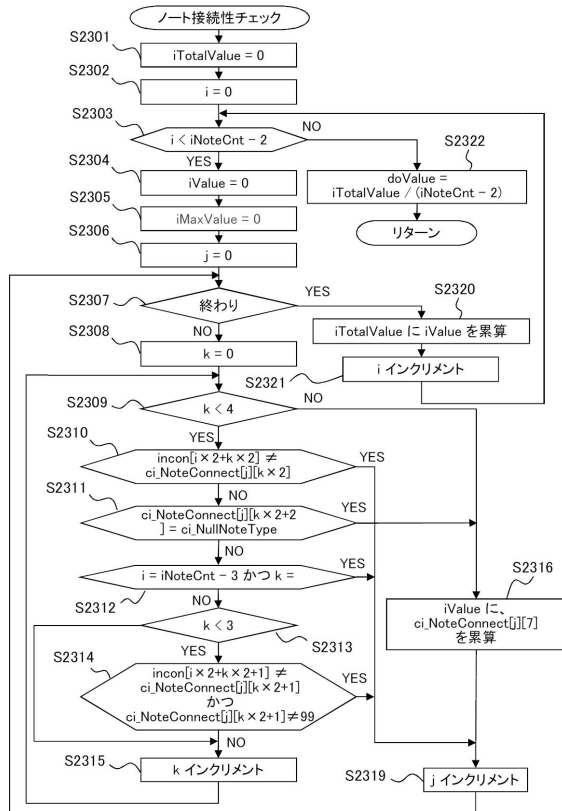 ノート接続性チェック
S2301
iTotalValue = 0
S2302
i = 0
S2303
i < iNoteCnt − 2
NO
YES
S2304
iValue = 0
S2305
iMaxValue = 0
S2306
j = 0
S2322
doValue =
iTotalValue / (iNoteCnt − 2)
リターン
S2307
終わり
YES
NO
S2320
iTotalValue に iValue を累算
S2308
k = 0
S2321
i インクリメント
S2309
k < 4
NO
YES
S2310
incon[i × 2+k × 2] ≠
ci_NoteConnect[j][k × 2]
YES
NO
S2311
ci_NoteConnect[j][k × 2+2
] = ci_NullNoteType
YES
NO
i = iNoteCnt − 3 かつ k =
YES
S2312
NO
S2316
iValue に、
ci_NoteConnect[j][7]
を累算
k < 3
S2313
YES
S2314
incon[i × 2+k × 2+1] ≠
ci_NoteConnect[j][k × 2+1]
かつ
ci_NoteConnect[j][k × 2+1]≠99
YES
NO
S2315
k インクリメント
S2319
j インクリメント